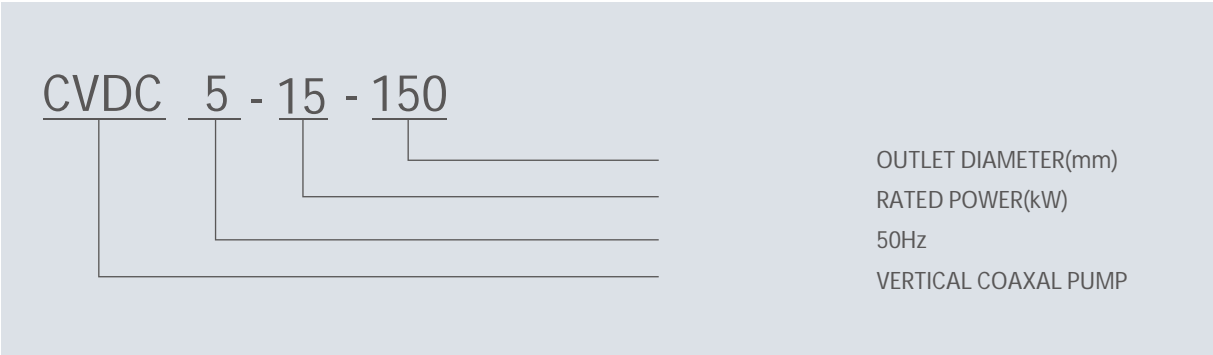 CVDC 5 - 15 - 150
OUTLET DIAMETER(mm)
RATED POWER(kW)
50Hz
VERTICAL COAXAL PUMP